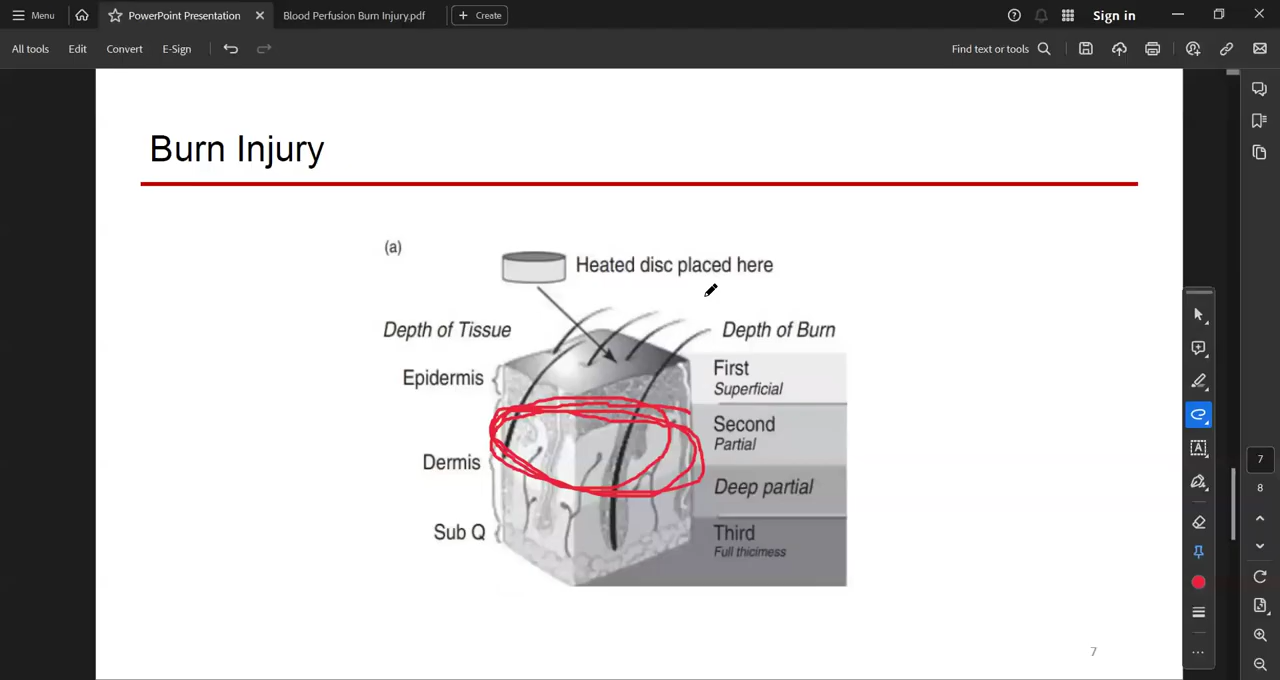 Menu
PowerPoint Presentation
Blood Perfusion Burn Injury.pdf
Create
Sign in
All tools
Edit
Convert
E-Sign
Find text or tools
Burn Injury
(a)
Heated disc placed here
Depth of Tissue
Depth of Burn
Epidermis
First
Superficial
Second
Partial
Dermis
Deep partial
Sub Q
Third
Full thicimess
7
7
8